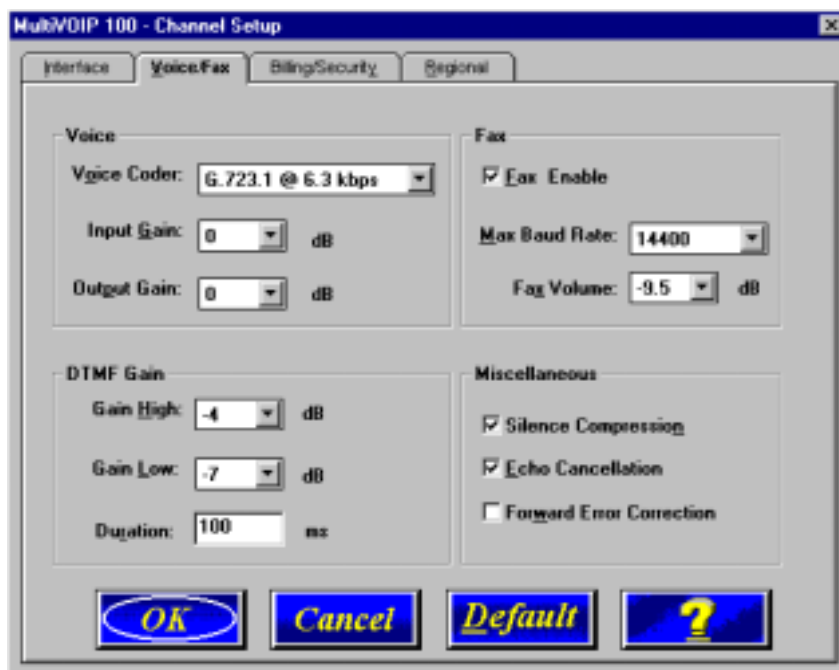 MultiVOIP 100 - Channel Setup
Interface Voice/Fax Billing/Security Regional
Voice
Voice Coder: G.723.1 @ 6.3 kbps
Input Gain: 0 dB
Output Gain: 0 dB
Fax
Fax Enable
Max Baud Rate: 14400
Fax Volume: -9.5 dB
DTMF Gain
Gain High: -4 dB
Gain Low: -7 dB
Duration: 100 ms
Miscellaneous
Silence Compression
Echo Cancellation
Forward Error Correction
OK Cancel Default ?